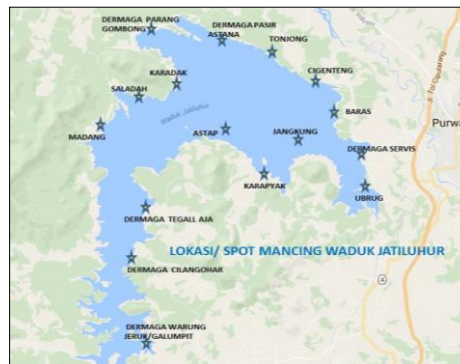 DERMAGA PARANG
GOMBONG
DERMAGA PASIR
ASTANA
TONJONG
KARADAK
CIGENTENG
SALADAH
Waduk Jatiluhur
BARAS
MADANG
ASTAP
JANGKUNG
Purwa
DERMAGA SERVIS
KARAPYAK
UBRUG
DERMAGA TEGALL AJA
LOKASI/ SPOT MANCING WADUK JATILUHUR
DERMAGA CILANGOHAR
4
DERMAGA WARUNG
JERUK/GALUMPIT